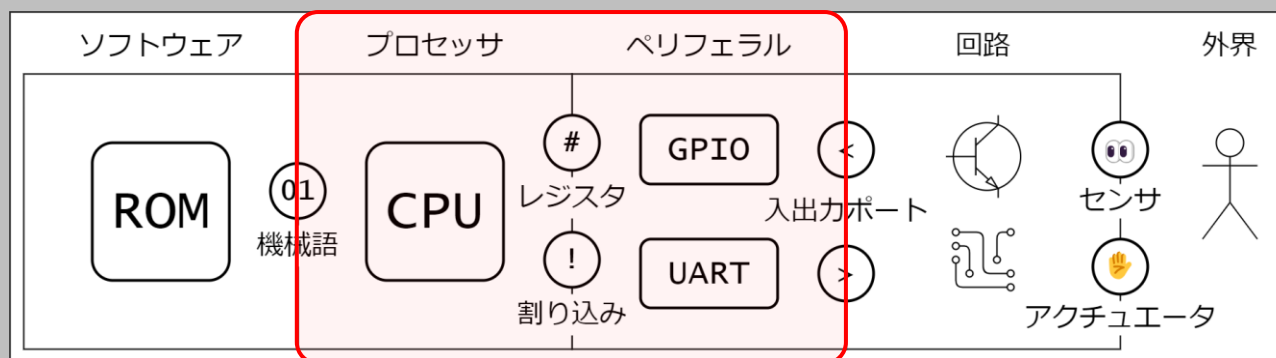 ソフトウェア
プロセッサ
ペリフェラル
回路
外界
ROM
01
機械語
CPU
#
レジスタ
!
割り込み
GPIO
UART
<
入出力ポート
>
センサ
アクチュエータ